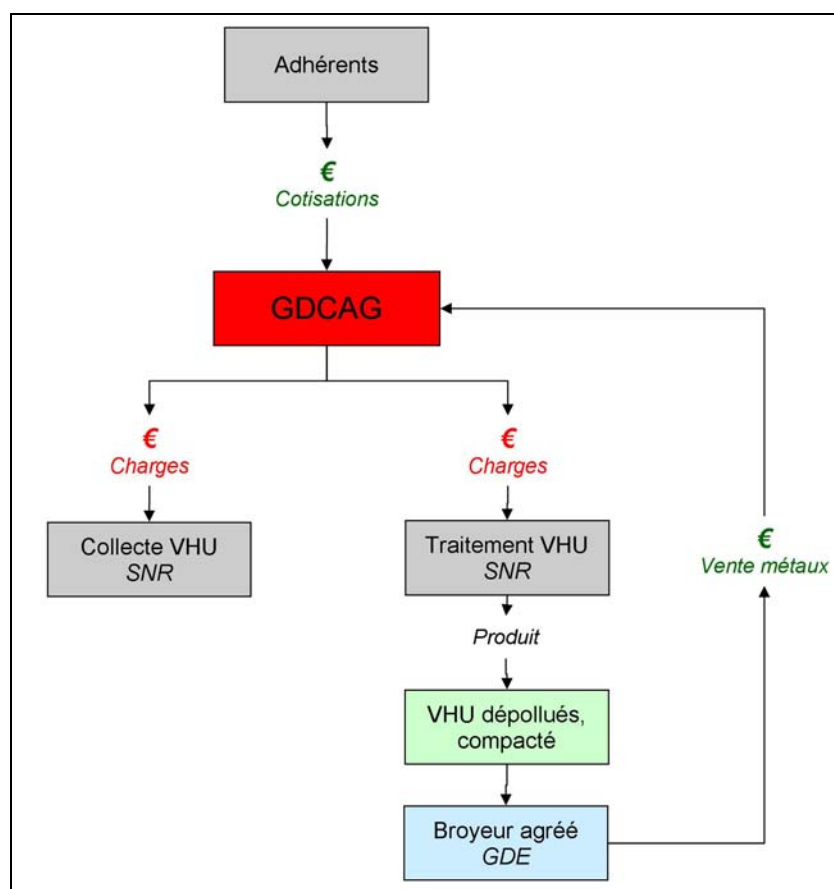 Adhérents
€
Cotisations
GDCAG
€
Charges
€
Charges
Collecte VHU
SNR
Traitement VHU
SNR
€
Vente métaux
Produit
VHU dépollués,
compacté
Broyeur agréé
GDE